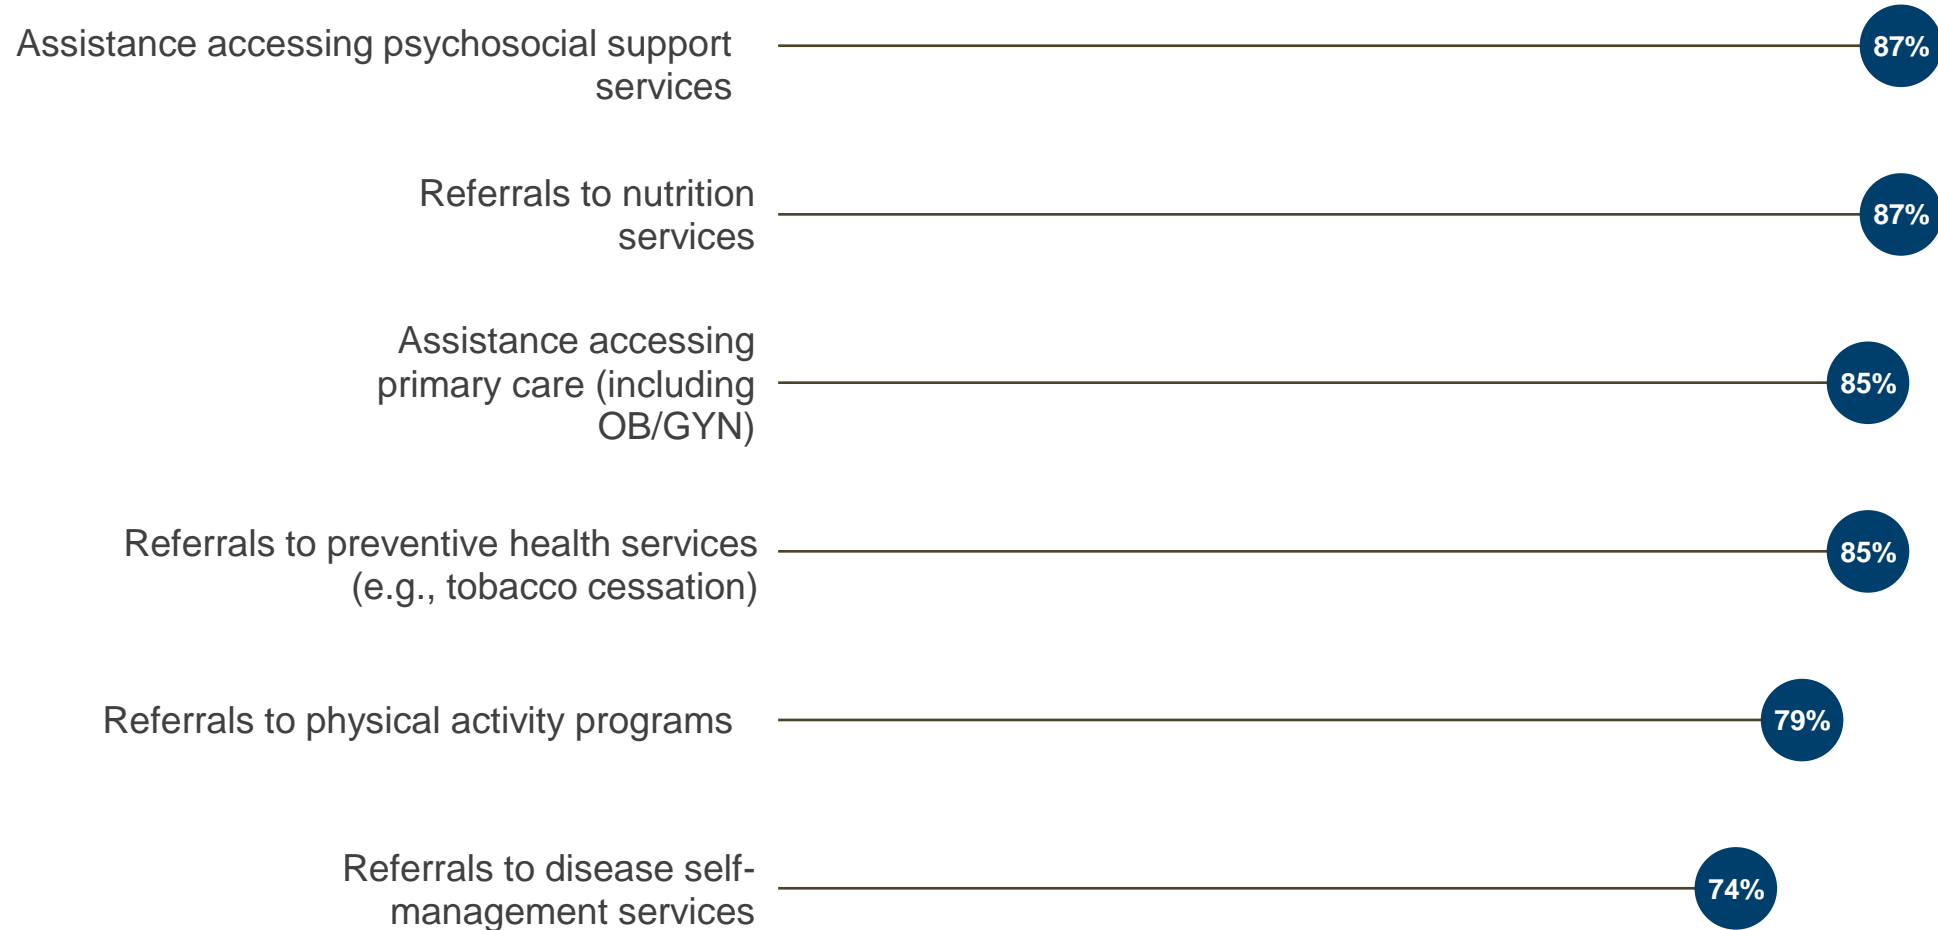 Assistance accessing psychosocial support
services
87%
Referrals to nutrition
services
87%
Assistance accessing
primary care (including
OB/GYN)
85%
Referrals to preventive health services
(e.g., tobacco cessation)
85%
Referrals to physical activity programs
79%
Referrals to disease self-
management services
74%